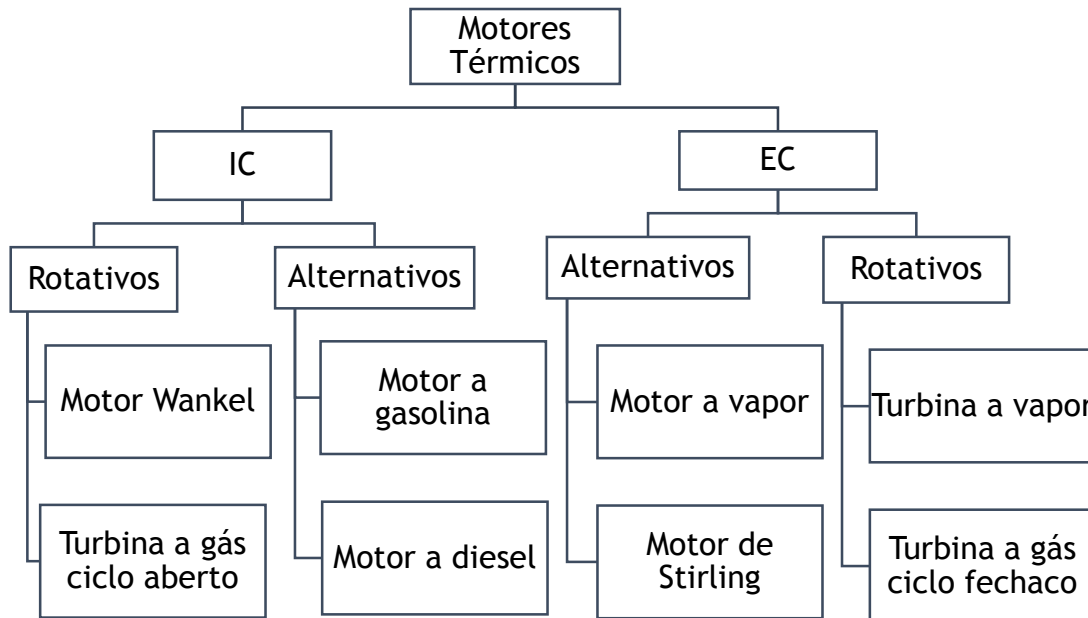 Motores
Térmicos
IC
EC
Rotativos
Alternativos
Alternativos
Rotativos
Motor Wankel
Motor a
gasolina
Motor a vapor
Turbina a vapor
Turbina a gás
ciclo aberto
Motor a diesel
Motor de
Stirling
Turbina a gás
ciclo fechaco